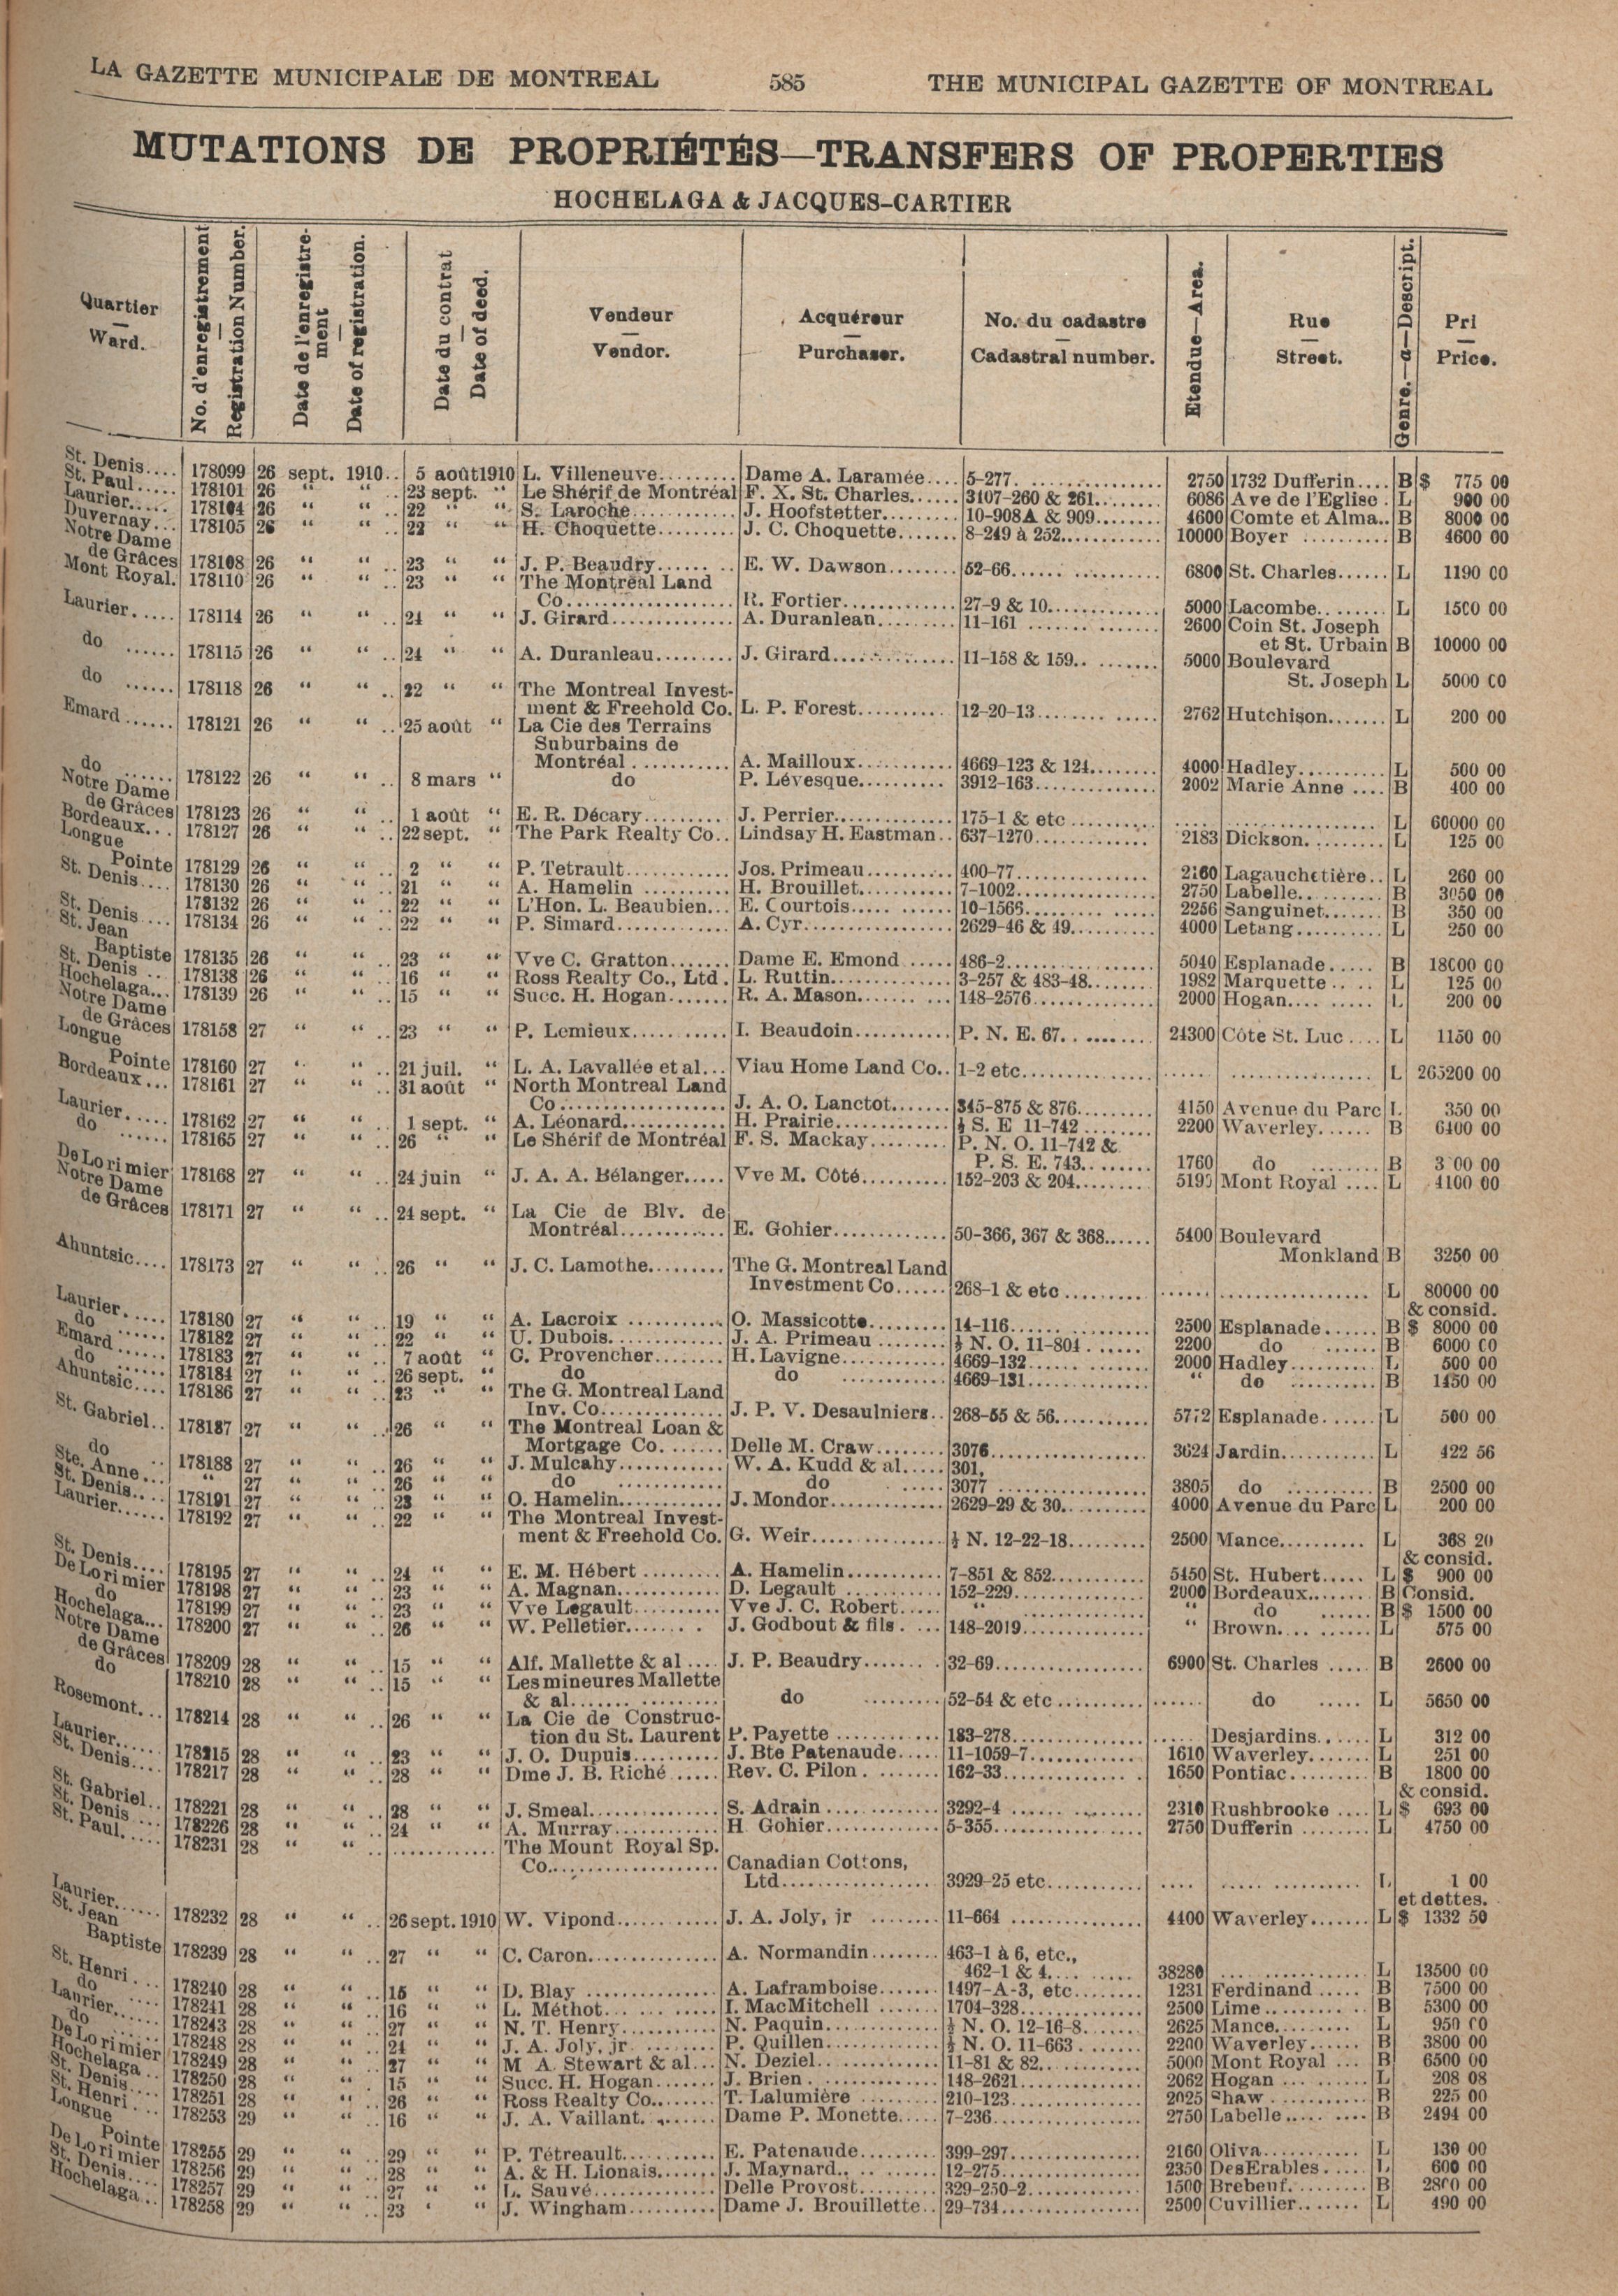 LA GAZETTE MUNICIPALE DE MONTREAL 585 THE MUNICIPAL GAZETTE OF MONTREAL
MUTATIONS DE PROPRIÉTÉS—TRANSFERS OF PROPERTIES
HOCHELAGA & JACQUES-CARTIER
Quartier — Ward. | No. d'enregistrement — Registration Number. | Date de l'enregistrement — Date of registration. | Date du contrat — Date of deed. | Vendeur — Vendor. | Acquéreur — Purchaser. | No. du cadastre — Cadastral number. | Etendue—Area. | Rue — Street. | Genre.—a—Descript. | Pri — Price.
St. Denis.... 178099 26 sept. 1910.. 5 août 1910 L. Villeneuve......... Dame A. Laramée.... 5-277. ................ 2750 1732 Dufferin.... B $ 775 00
St. Paul..... 178101 26 " " .. 23 sept. " Le Shérif de Montréal F. X. St. Charles...... 3107-260 & 261........ 6086 Ave de l'Eglise . L 900 00
Laurier..... 178104 26 " " .. 22 " " S. Laroche............ J. Hoofstetter......... 10-908A & 909........ 4600 Comte et Alma.. B 8000 00
Duvernay... 178105 26 " " .. 22 " " H. Choquette......... J. C. Choquette....... 8-249 à 252............ 10000 Boyer .......... B 4600 00
Notre Dame
de Grâces 178108 26 " " .. 23 " " J. P. Beaudry...... .. E. W. Dawson........ 52-66...... .......... 6800 St. Charles...... L 1190 00
Mont Royal. 178110 26 " " .. 23 " " The Montreal Land
Co................... R. Fortier............. 27-9 & 10............. 5000 Lacombe......... L 1500 00
Laurier..... 178114 26 " " .. 24 " " J. Girard.............. A. Duranlean......... 11-161 .............. 2600 Coin St. Joseph
et St. Urbain B 10000 00
do ...... 178115 26 " " .. 24 " " A. Duranleau......... J. Girard.............. 11-158 & 159.. ....... 5000 Boulevard
St. Joseph L 5000 00
do ...... 178118 26 " " .. 22 " " The Montreal Invest-
ment & Freehold Co. L. P. Forest.......... 12-20-13........ ..... 2762 Hutchison....... L 200 00
Emard...... 178121 26 " " .. 25 août " La Cie des Terrains
Suburbains de
Montréal........... A. Mailloux........... 4669-123 & 124........ 4000 Hadley.......... L 500 00
do ...... 178122 26 " " .. 8 mars " do P. Lévesque.......... 3912-163............. 2002 Marie Anne .... B 400 00
Notre Dame
de Grâces 178123 26 " " .. 1 août " E. R. Décary......... J. Perrier............. 175-1 & etc .......... .... .................. L 60000 00
Bordeaux... 178127 26 " " .. 22 sept. " The Park Realty Co.. Lindsay H. Eastman.. 637-1270............. 2183 Dickson......... L 125 00
Longue
Pointe 178129 26 " " .. 2 " " P. Tetrault............ Jos. Primeau.......... 400-77............... 2160 Lagauchetière.. L 260 00
St. Denis.... 178130 26 " " .. 21 " " A. Hamelin .......... H. Brouillet........... 7-1002................ 2750 Labelle.......... B 3050 00
178132 26 " " .. 22 " " L'Hon. L. Beaubien... E. Courtois..... ...... 10-1565......... ..... 2256 Sanguinet....... B 350 00
St. Denis.... 178134 26 " " .. 22 " " P. Simard............ A. Cyr................ 2629-46 & 49.......... 4000 Letang.......... L 250 00
St. Jean
Baptiste 178135 26 " " .. 23 " " Vve C. Gratton....... Dame E. Emond ..... 486-2................. 5040 Esplanade..... B 18000 00
St. Denis ... 178138 26 " " .. 16 " " Ross Realty Co., Ltd. L. Ruttin............. 3-257 & 483-48....... 1982 Marquette.. .. L 125 00
Hochelaga... 178139 26 " " .. 15 " " Succ. H. Hogan....... R. A. Mason....... ... 148-2576.............. 2000 Hogan.... ..... L 200 00
Notre Dame
de Grâces 178158 27 " " .. 23 " " P. Lemieux.......... I. Beaudoin........... P. N. E. 67.. ........ 24300 Côte St. Luc .... L 1150 00
Longue
Pointe 178160 27 " " .. 21 juil. " L. A. Lavallée et al... Viau Home Land Co.. 1-2 etc............... ..... ............... L 265200 00
Bordeaux... 178161 27 " " .. 31 août " North Montreal Land
Co................... J. A. O. Lanctot....... 345-875 & 876......... 4150 Avenue du Parc L 350 00
Laurier..... 178162 27 " " .. 1 sept. " A. Léonard............ H. Prairie............. ½ S. E 11-742 ........ 2200 Waverley...... B 6400 00
do ...... 178165 27 " " .. 26 " " Le Shérif de Montréal F. S. Mackay......... P. N. O. 11-742 &
P. S. E. 743........ 1760 do ........ B 3 00 00
DeLorimier 178168 27 " " .. 24 juin " J. A. A. Bélanger..... Vve M. Côté.......... 152-203 & 204......... Mont Royal .... L 4100 00
Notre Dame
de Grâces 178171 27 " " .. 24 sept. " La Cie de Blv. de
Montréal............ E. Gohier............. 50-366, 367 & 368...... 5400 Boulevard
Monkland B 3250 00
Ahuntsic.... 178173 27 " " .. 26 " " J. C. Lamothe......... The G. Montreal Land
Investment Co...... 268-1 & etc ......... ...... ................ L 80000 00
& consid.
Laurier..... 178180 27 " " .. 19 " " A. Lacroix ........... O. Massicotte......... 14-116................ 2500 Esplanade...... B $ 8000 00
do ...... 178182 27 " " .. 22 " " U. Dubois............. J. A. Primeau ........ ½ N. O. 11-804 ...... 2200 do ...... B 6000 00
Emard...... 178183 27 " " .. 7 août " G. Provencher........ H. Lavigne............ 4669-132.............. 2000 Hadley.......... L 500 00
do ..... 178184 27 " " .. 26 sept. " do do ............ 4669-131.............. " do .......... B 1450 00
Ahuntsic.... 178186 27 " " .. 23 " " The G. Montreal Land
Inv. Co.............. J. P. V. Desaulniers.. 268-55 & 56........... 5772 Esplanade...... L 500 00
St. Gabriel.. 178187 27 " " .. 26 " " The Montreal Loan &
Mortgage Co........ Delle M. Craw........ 3076.................. 3624 Jardin.......... L 422 56
do .. 178188 27 " " .. 26 " " J. Mulcahy............ W. A. Kudd & al..... 301,
Ste. Anne... " 27 " " .. 26 " " do ............ do ..... 3077 ............... 3805 do .......... B 2500 00
St. Denis.... 178191 27 " " .. 23 " " O. Hamelin............ J. Mondor............ 2629-29 & 30.......... 4000 Avenue du Parc L 200 00
Laurier...... 178192 27 " " .. 22 " " The Montreal Invest-
ment & Freehold Co. G. Weir............... ½ N. 12-22-18......... 2500 Mance.......... L 368 20
& consid.
St. Denis.... 178195 27 " " .. 24 " " E. M. Hébert ......... A. Hamelin........... 7-851 & 852........... 5450 St. Hubert..... L $ 900 00
DeLorimier 178198 27 " " .. 23 " " A. Magnan............ D. Legault ........... 152-229............... 2000 Bordeaux....... B Consid.
do 178199 27 " " .. 23 " " Vve Legault.......... Vve J. C. Robert..... " .............. " do ...... B $ 1500 00
Hochelaga... 178200 27 " " .. 26 " " W. Pelletier....... . J. Godbout & fils. ... 148-2019.............. " Brown.... ...... L 575 00
Notre Dame
de Grâces 178209 28 " " .. 15 " " Alf. Mallette & al .... J. P. Beaudry........ 32-69................. 6900 St. Charles ..... B 2600 00
do 178210 28 " " .. 15 " " Les mineures Mallette
& al....... ......... do ........ 52-54 & etc........... ...... do ..... L 5650 00
Rosemont... 178214 28 " " .. 26 " " La Cie de Construc-
tion du St. Laurent P. Payette ........... 183-278............... ...... Desjardins...... L 312 00
Laurier...... 178215 28 " " .. 23 " " J. O. Dupuis.......... J. Bte Patenaude..... 11-1059-7............ 1610 Waverley....... L 251 00
St. Denis.... 178217 28 " " .. 28 " " Dme J. B. Riché ..... Rev. C. Pilon. ....... 162-33............... 1650 Pontiac......... B 1800 00
& consid.
St. Gabriel.. 178221 28 " " .. 28 " " J. Smeal.............. S. Adrain ............ 3292-4 .............. 2310 Rushbrooke .... L $ 693 00
St. Denis ... 178226 28 " " .. 24 " " A. Murray............ H Gohier............ 5-355................. 2750 Dufferin ........ L 4750 00
St. Paul..... 178231 28 " " .. ............ The Mount Royal Sp.
Co.................... Canadian Cottons,
Ltd................. 3929-25 etc........... .... ................ L 1 00
et dettes.
Laurier...... 178232 28 " " .. 26 sept. 1910 W. Vipond............ J. A. Joly, jr ........ 11-664 ............... 4400 Waverley....... L $ 1332 50
St. Jean
Baptiste 178239 28 " " .. 27 " " C. Caron.............. A. Normandin........ 463-1 à 6, etc.,
462-1 & 4.... ...... 38280 ................ L 13500 00
St. Henri... 178240 28 " " .. 15 " " D. Blay .............. A. Laframboise....... 1497-A-3, etc........ 1231 Ferdinand ..... B 7500 00
do .... 178241 28 " " .. 16 " " L. Méthot... ......... I. MacMitchell ....... 1704-328.............. 2500 Lime .......... B 5300 00
Laurier...... 178243 28 " " .. 27 " " N. T. Henry........... N. Paquin............ ½ N. O. 12-16-8....... 2625 Mance......... L 950 00
do ...... 178248 28 " " .. 24 " " J. A. Joly, jr. ........ P. Quillen............ ½ N. O. 11-663 ....... 2200 Waverley...... B 3800 00
DeLorimier 178249 28 " " .. 27 " " M A. Stewart & al... N. Deziel............. 11-81 & 82............ 5000 Mont Royal ... B 6500 00
Hochelaga.. 178250 28 " " .. 15 " " Succ. H. Hogan....... J. Brien.............. 148-2621.............. 2062 Hogan ......... L 208 08
St. Denis.... 178251 28 " " .. 26 " " Ross Realty Co....... T. Lalumière ......... 210-123............... 2025 Shaw........... B 225 00
St. Henri... 178253 29 " " .. 16 " " J. A. Vaillant......... Dame P. Monette..... 7-236................. 2750 Labelle..... .... B 2494 00
Longue
Pointe 178255 29 " " .. 29 " " P. Tétreault.......... E. Patenaude......... 399-297............... 2160 Oliva........... L 130 00
DeLorimier 178256 29 " " .. 28 " " A. & H. Lionais....... J. Maynard.. .. ...... 12-275................ 2350 DesErables..... L 600 00
St. Denis.... 178257 29 " " .. 27 " " L. Sauvé.............. Delle Provost......... 329-250-2............. 1500 Brebeuf......... B 2800 00
Hochelaga... 178258 29 " " .. 23 " " J. Wingham.......... Dame J. Brouillette.. 29-734................ 2500 Cuvillier....... L 490 00